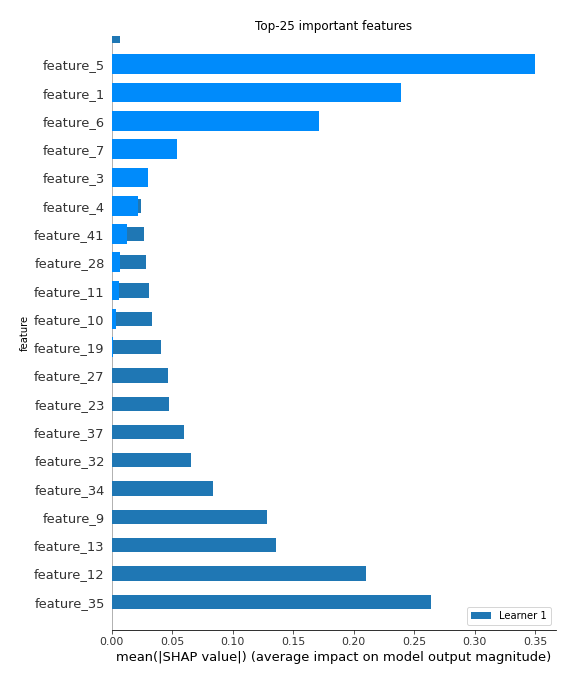 Top-25 important features
feature_5
feature_1
feature_6
feature_7
feature_3
feature_4
feature_41
feature_28
feature_11
feature_10
feature_19
feature_27
feature_23
feature_37
feature_32
feature_34
feature_9
feature_13
feature_12
feature_35
feature
Learner 1
0.00 0.05 0.10 0.15 0.20 0.25 0.30 0.35
mean(|SHAP value|) (average impact on model output magnitude)